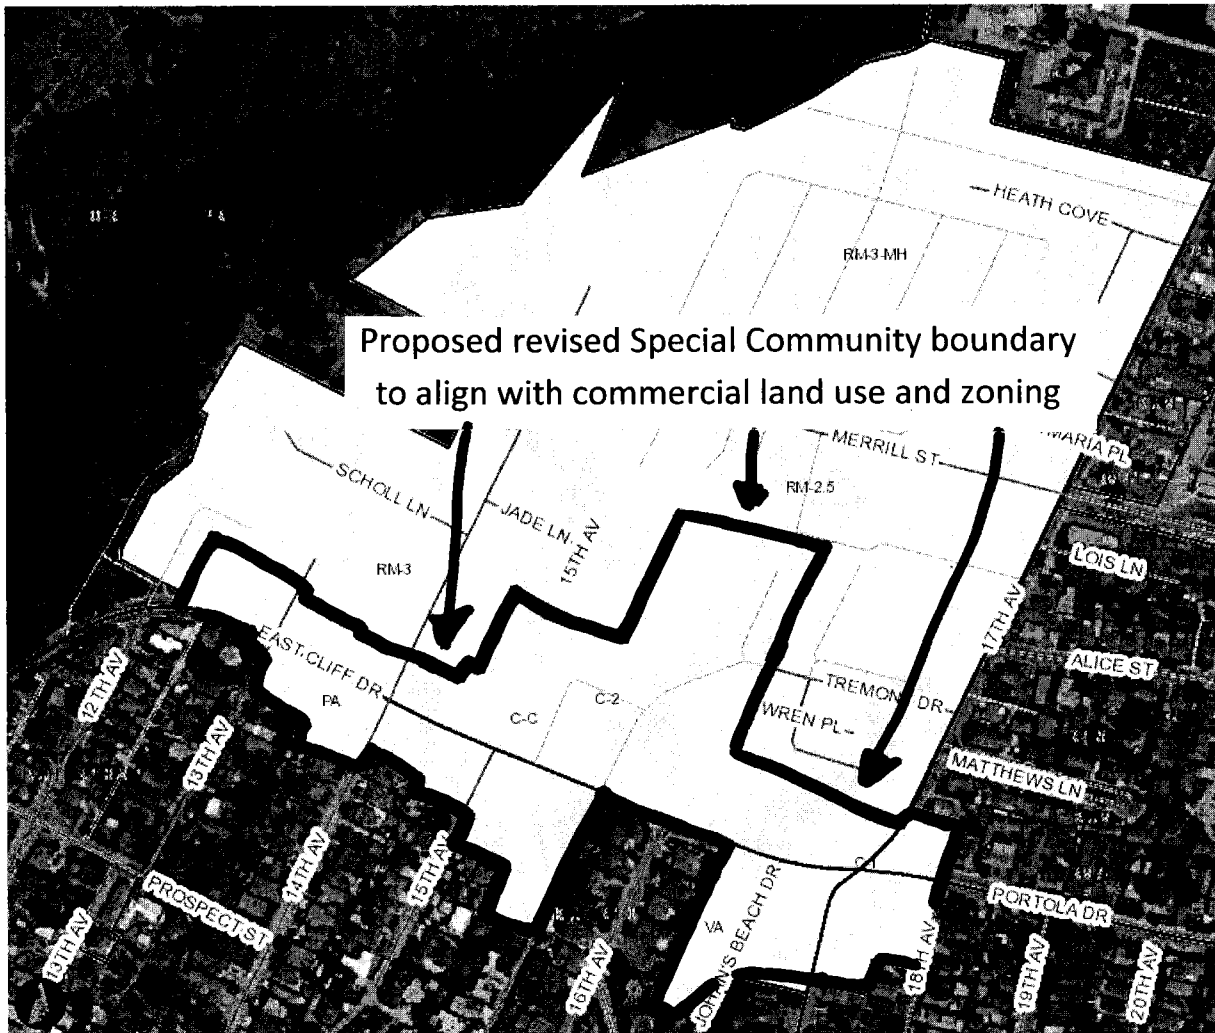 HEATH COVE
RM-3-MH
Proposed revised Special Community boundary
to align with commercial land use and zoning
MERRILL ST
MARIA PL
SCHOLL LN
RM-2.5
JADE LN
15TH AV
LOIS LN
RM-3
17TH AV
ALICE ST
EAST CLIFF DR
12TH AV
TREMONT DR
PA
C-C
C-2
WREN PL
13TH AV
MATTHEWS LN
14TH AV
15TH AV
PORTOLA DR
PROSPECT ST
JOHAN'S BEACH DR
VA
18TH AV
13TH AV
16TH AV
19TH AV
20TH AV